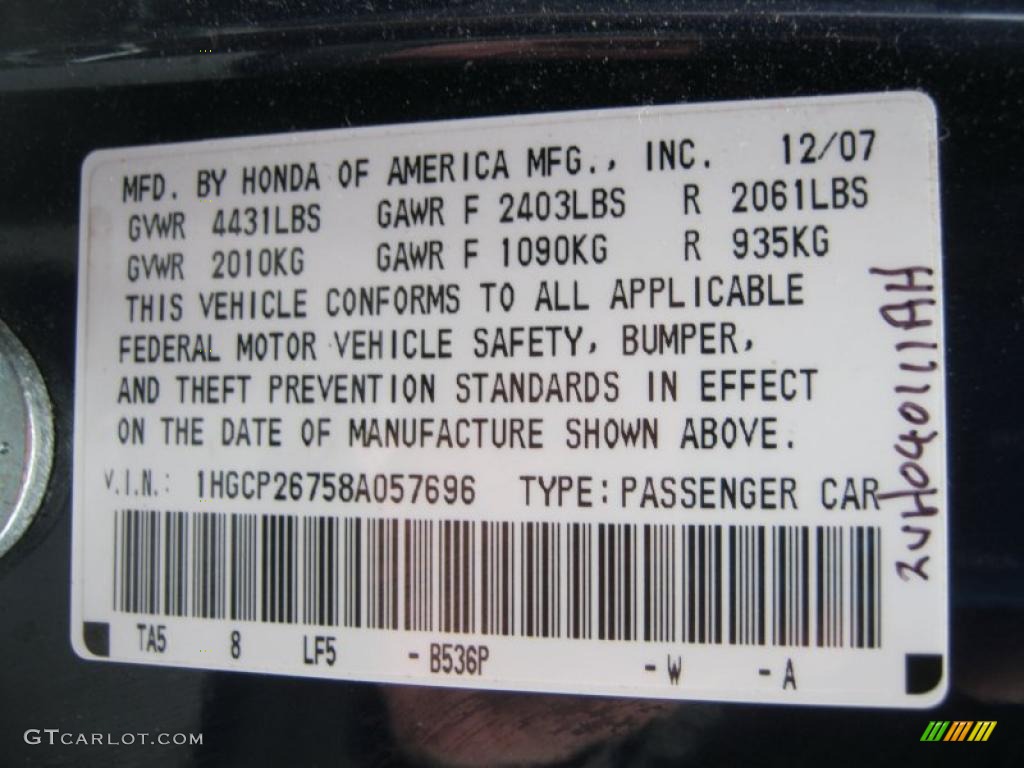 MFD. BY HONDA OF AMERICA MFG., INC. 12/07
GVWR 4431LBS GAWR F 2403LBS R 2061LBS
GVWR 2010KG GAWR F 1090KG R 935KG
THIS VEHICLE CONFORMS TO ALL APPLICABLE
FEDERAL MOTOR VEHICLE SAFETY, BUMPER,
AND THEFT PREVENTION STANDARDS IN EFFECT
ON THE DATE OF MANUFACTURE SHOWN ABOVE.
V.I.N.: 1HGCP26758A057696 TYPE: PASSENGER CAR
TA5 8 LF5 - B536P - W - A
GTCARLOT.COM